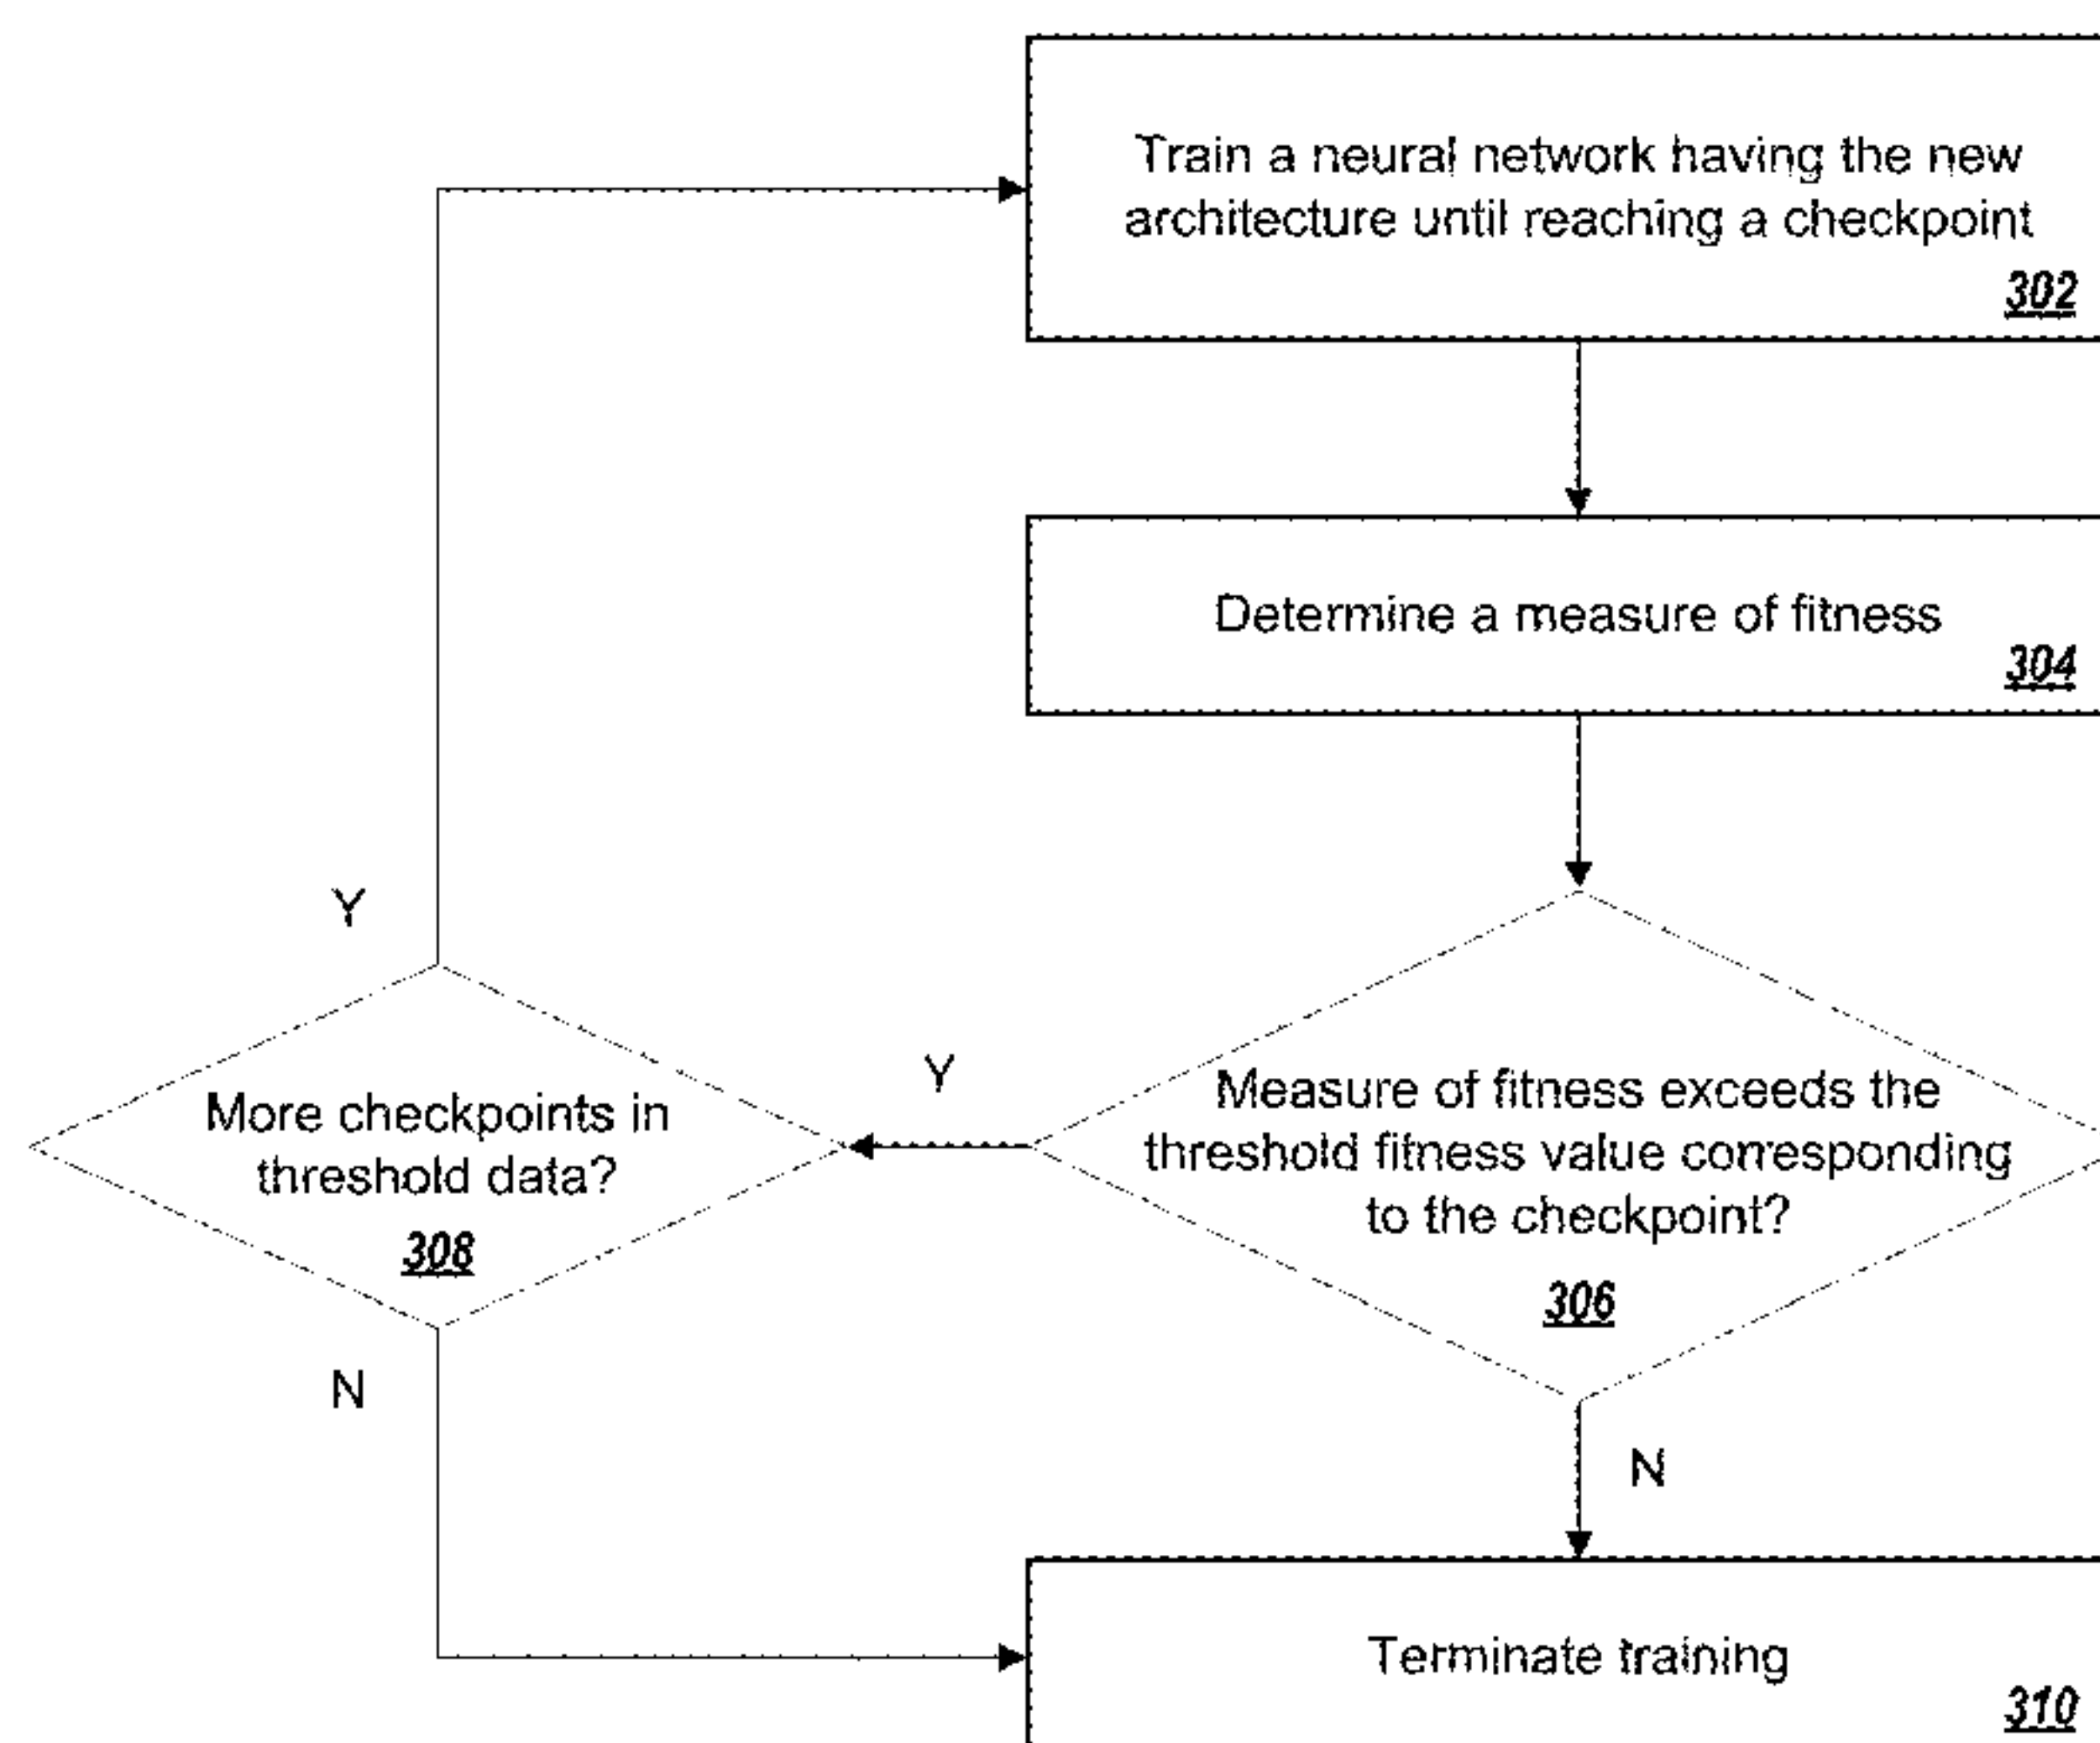 Train a neural network having the new
architecture until reaching a checkpoint
302
Determine a measure of fitness
304
Y
Y
More checkpoints in
threshold data?
308
Measure of fitness exceeds the
threshold fitness value corresponding
to the checkpoint?
306
N
N
Terminate training
310